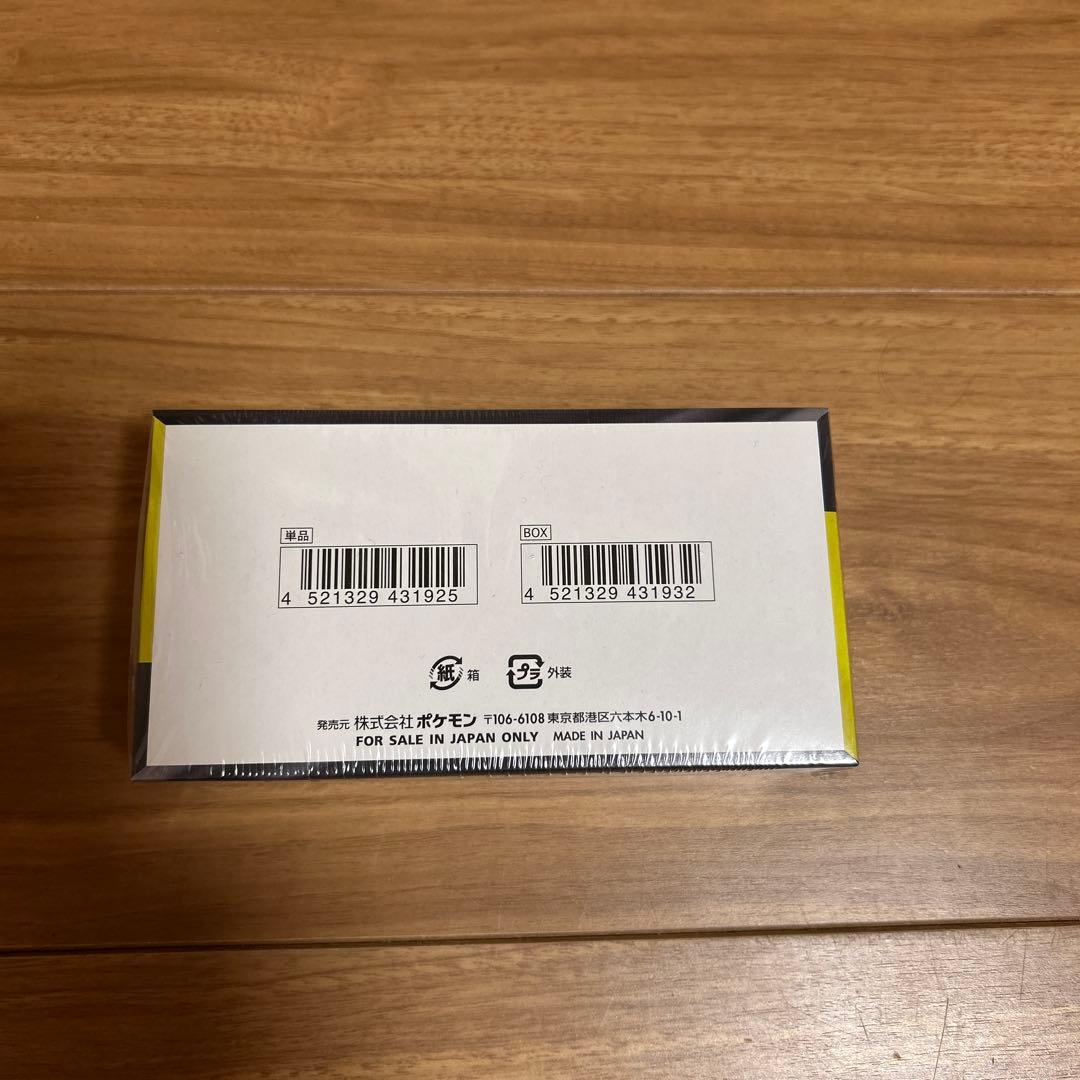 単品
4 521329 431925
BOX
4 521329 431932
紙 箱
プラ 外装
発売元 株式会社 ポケモン 〒106-6108 東京都港区六本木6-10-1
FOR SALE IN JAPAN ONLY MADE IN JAPAN